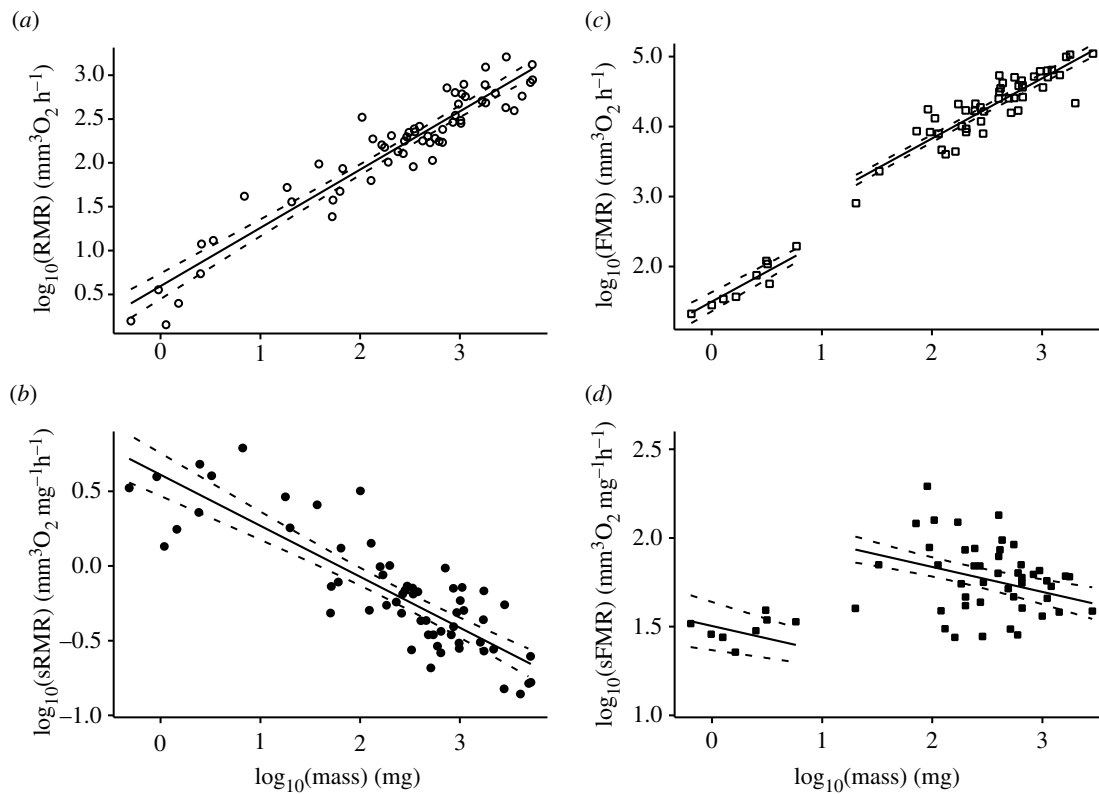 (a)
3.0
2.5
2.0
1.5
1.0
0.5
log10(RMR) (mm³O2 h⁻¹)
0 1 2 3
(c)
5.0
4.0
3.0
2.0
log10(FMR) (mm³O2 h⁻¹)
0 1 2 3
(b)
0.5
0.0
−0.5
−1.0
log10(sRMR) (mm³O2 mg⁻¹h⁻¹)
0 1 2 3
log10(mass) (mg)
(d)
2.5
2.0
1.5
1.0
log10(sFMR) (mm³O2 mg⁻¹h⁻¹)
0 1 2 3
log10(mass) (mg)